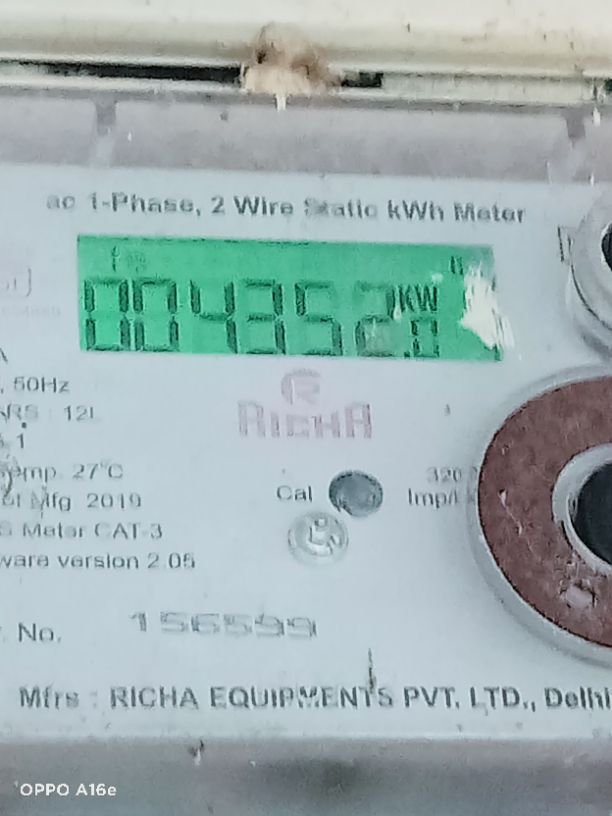 ac 1-Phase, 2 Wire Static kWh Meter
004352.0 KW
RICHA
, 50Hz
12L
.1
emp. 27°C
Cal
320
Imp/
of Mfg 2019
S Meter CAT-3
ware version 2.05
. No. 156599
Mfrs : RICHA EQUIPMENTS PVT. LTD., Delhi
OPPO A16e